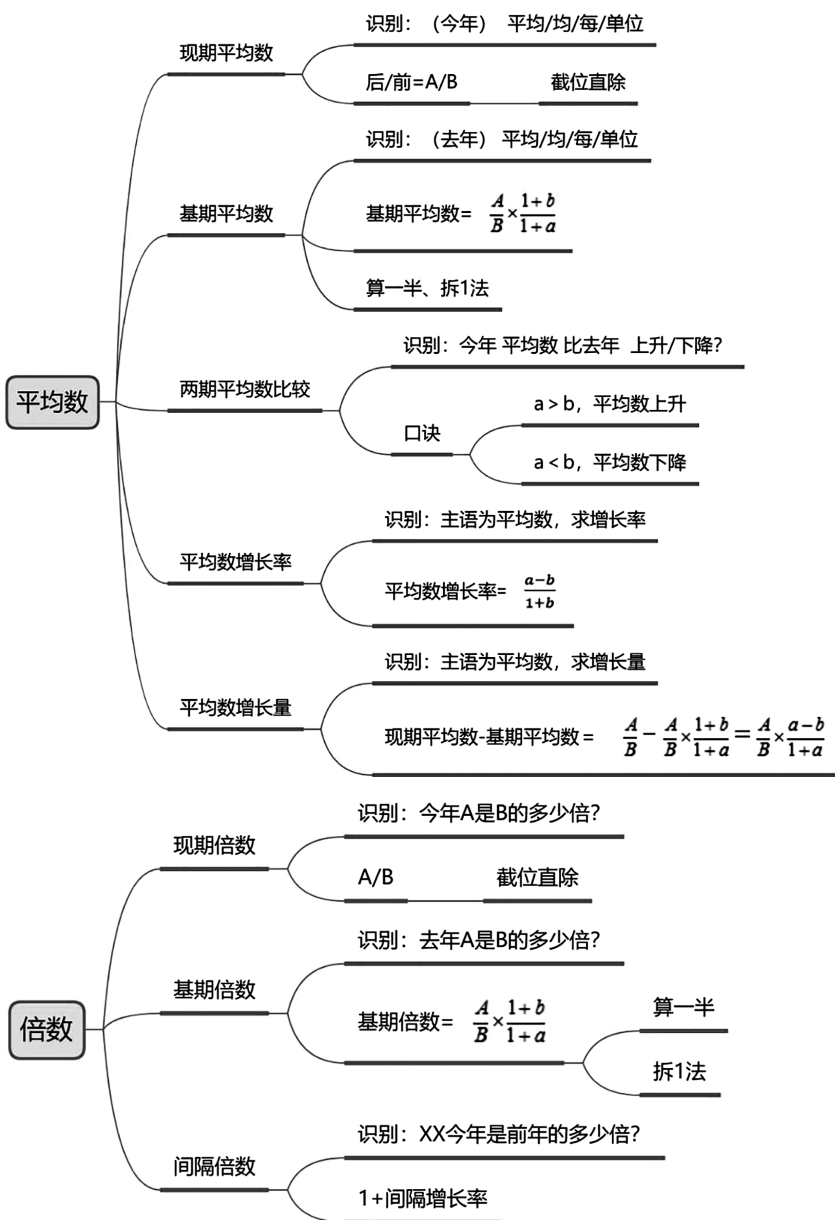 平均数
现期平均数
识别：（今年） 平均/均/每/单位
后/前=A/B 截位直除
基期平均数
识别：（去年） 平均/均/每/单位
基期平均数= A/B×(1+b)/(1+a)
算一半、拆1法
两期平均数比较
识别：今年 平均数 比去年 上升/下降?
口诀
a＞b，平均数上升
a＜b，平均数下降
平均数增长率
识别：主语为平均数，求增长率
平均数增长率= (a−b)/(1+b)
平均数增长量
识别：主语为平均数，求增长量
现期平均数-基期平均数= A/B − A/B×(1+b)/(1+a) = A/B×(a−b)/(1+a)
倍数
现期倍数
识别：今年A是B的多少倍?
A/B 截位直除
基期倍数
识别：去年A是B的多少倍?
基期倍数= A/B×(1+b)/(1+a)
算一半
拆1法
间隔倍数
识别：XX今年是前年的多少倍?
1+间隔增长率